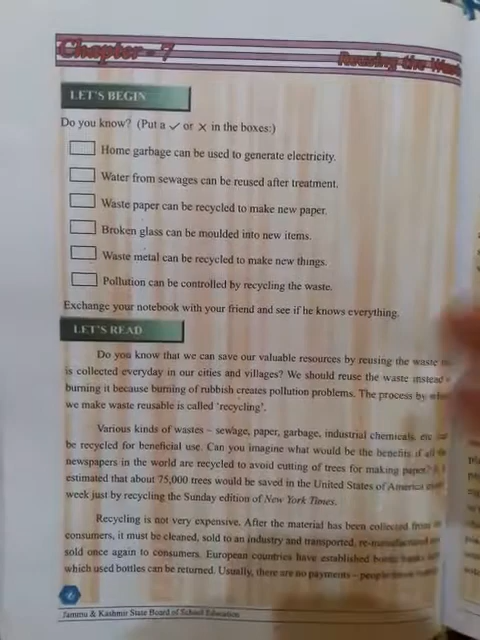 Chapter - 7
Reusing the Waste
LET'S BEGIN
Do you know? (Put a ✓ or ✗ in the boxes:)
Home garbage can be used to generate electricity.
Water from sewages can be reused after treatment.
Waste paper can be recycled to make new paper.
Broken glass can be moulded into new items.
Waste metal can be recycled to make new things.
Pollution can be controlled by recycling the waste.
Exchange your notebook with your friend and see if he knows everything.
LET'S READ
Do you know that we can save our valuable resources by reusing the waste
is collected everyday in our cities and villages? We should reuse the waste instead
burning it because burning of rubbish creates pollution problems. The process by
we make waste reusable is called 'recycling'.
Various kinds of wastes – sewage, paper, garbage, industrial chemicals, etc
be recycled for beneficial use. Can you imagine what would be the benefits if all the
newspapers in the world are recycled to avoid cutting of trees for making paper?
estimated that about 75,000 trees would be saved in the United States of America
week just by recycling the Sunday edition of New York Times.
Recycling is not very expensive. After the material has been collected from
consumers, it must be cleaned, sold to an industry and transported, re-manufactured
sold once again to consumers. European countries have established
which used bottles can be returned. Usually, there are no payments – people
Jammu & Kashmir State Board of School Education